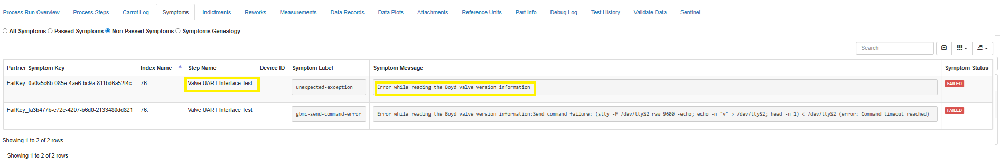 Process Run Overview Process Steps Carrot Log Symptoms Indictments Reworks Measurements Data Records Data Plots Attachments Reference Units Part Info Debug Log Test History Validate Data Sentinel
All Symptoms Passed Symptoms Non-Passed Symptoms Symptoms Genealogy
Search
Partner Symptom Key Index Name Step Name Device ID Symptom Label Symptom Message Symptom Status
FailKey_0a0a5c6b-085e-4ae6-bc9a-811bd6a52f4c 76. Valve UART Interface Test unexpected-exception Error while reading the Boyd valve version information FAILED
FailKey_fa3b477b-e72e-4207-b6d0-2133480dd821 76. Valve UART Interface Test gbmc-send-command-error Error while reading the Boyd valve version information:Send command failure: (stty -F /dev/ttyS2 raw 9600 -echo; echo -n "v" > /dev/ttyS2; head -n 1) < /dev/ttyS2 (error: Command timeout reached) FAILED
Showing 1 to 2 of 2 rows
Showing 1 to 2 of 2 rows